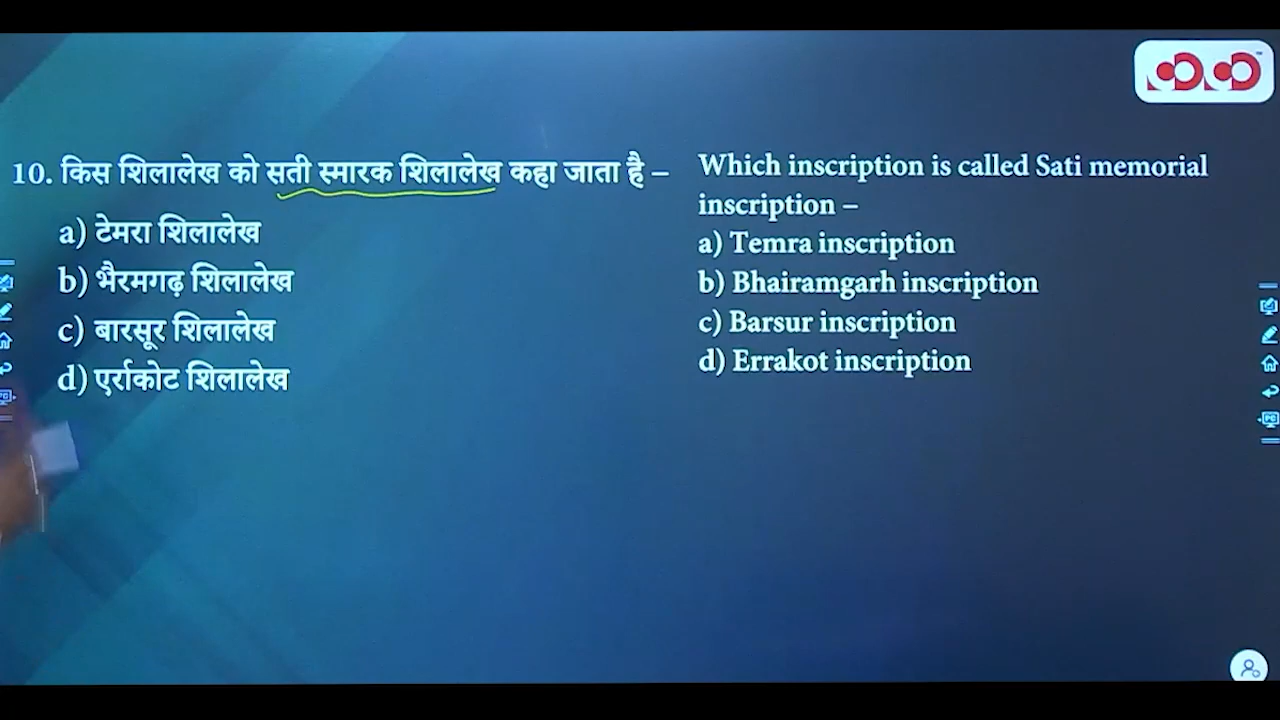 10. किस शिलालेख को सती स्मारक शिलालेख कहा जाता है –
a) टेमरा शिलालेख
b) भैरमगढ़ शिलालेख
c) बारसूर शिलालेख
d) एर्राकोट शिलालेख
Which inscription is called Sati memorial
inscription –
a) Temra inscription
b) Bhairamgarh inscription
c) Barsur inscription
d) Errakot inscription